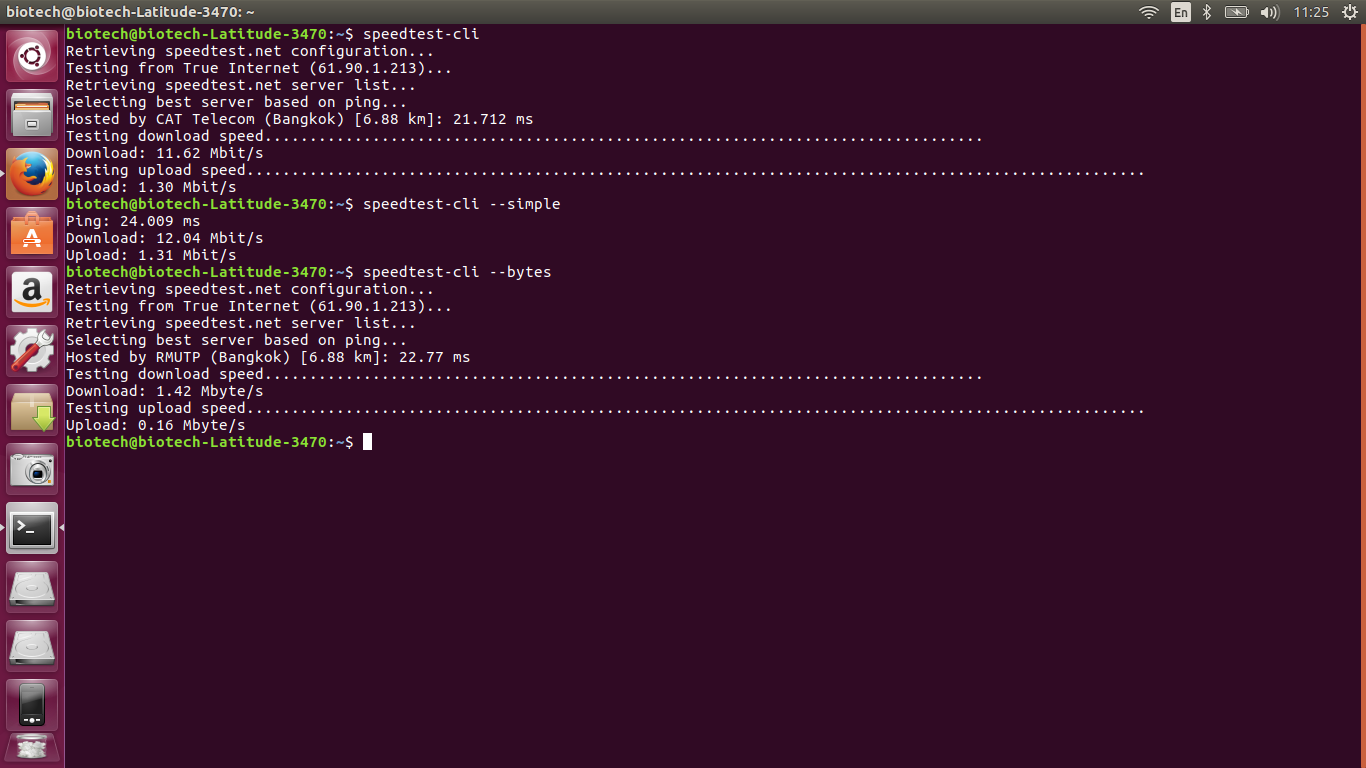 biotech@biotech-Latitude-3470: ~
En
11:25
biotech@biotech-Latitude-3470:~$ speedtest-cli
Retrieving speedtest.net configuration...
Testing from True Internet (61.90.1.213)...
Retrieving speedtest.net server list...
Selecting best server based on ping...
Hosted by CAT Telecom (Bangkok) [6.88 km]: 21.712 ms
Testing download speed................................................................................
Download: 11.62 Mbit/s
Testing upload speed....................................................................................................
Upload: 1.30 Mbit/s
biotech@biotech-Latitude-3470:~$ speedtest-cli --simple
Ping: 24.009 ms
Download: 12.04 Mbit/s
Upload: 1.31 Mbit/s
biotech@biotech-Latitude-3470:~$ speedtest-cli --bytes
Retrieving speedtest.net configuration...
Testing from True Internet (61.90.1.213)...
Retrieving speedtest.net server list...
Selecting best server based on ping...
Hosted by RMUTP (Bangkok) [6.88 km]: 22.77 ms
Testing download speed................................................................................
Download: 1.42 Mbyte/s
Testing upload speed....................................................................................................
Upload: 0.16 Mbyte/s
biotech@biotech-Latitude-3470:~$